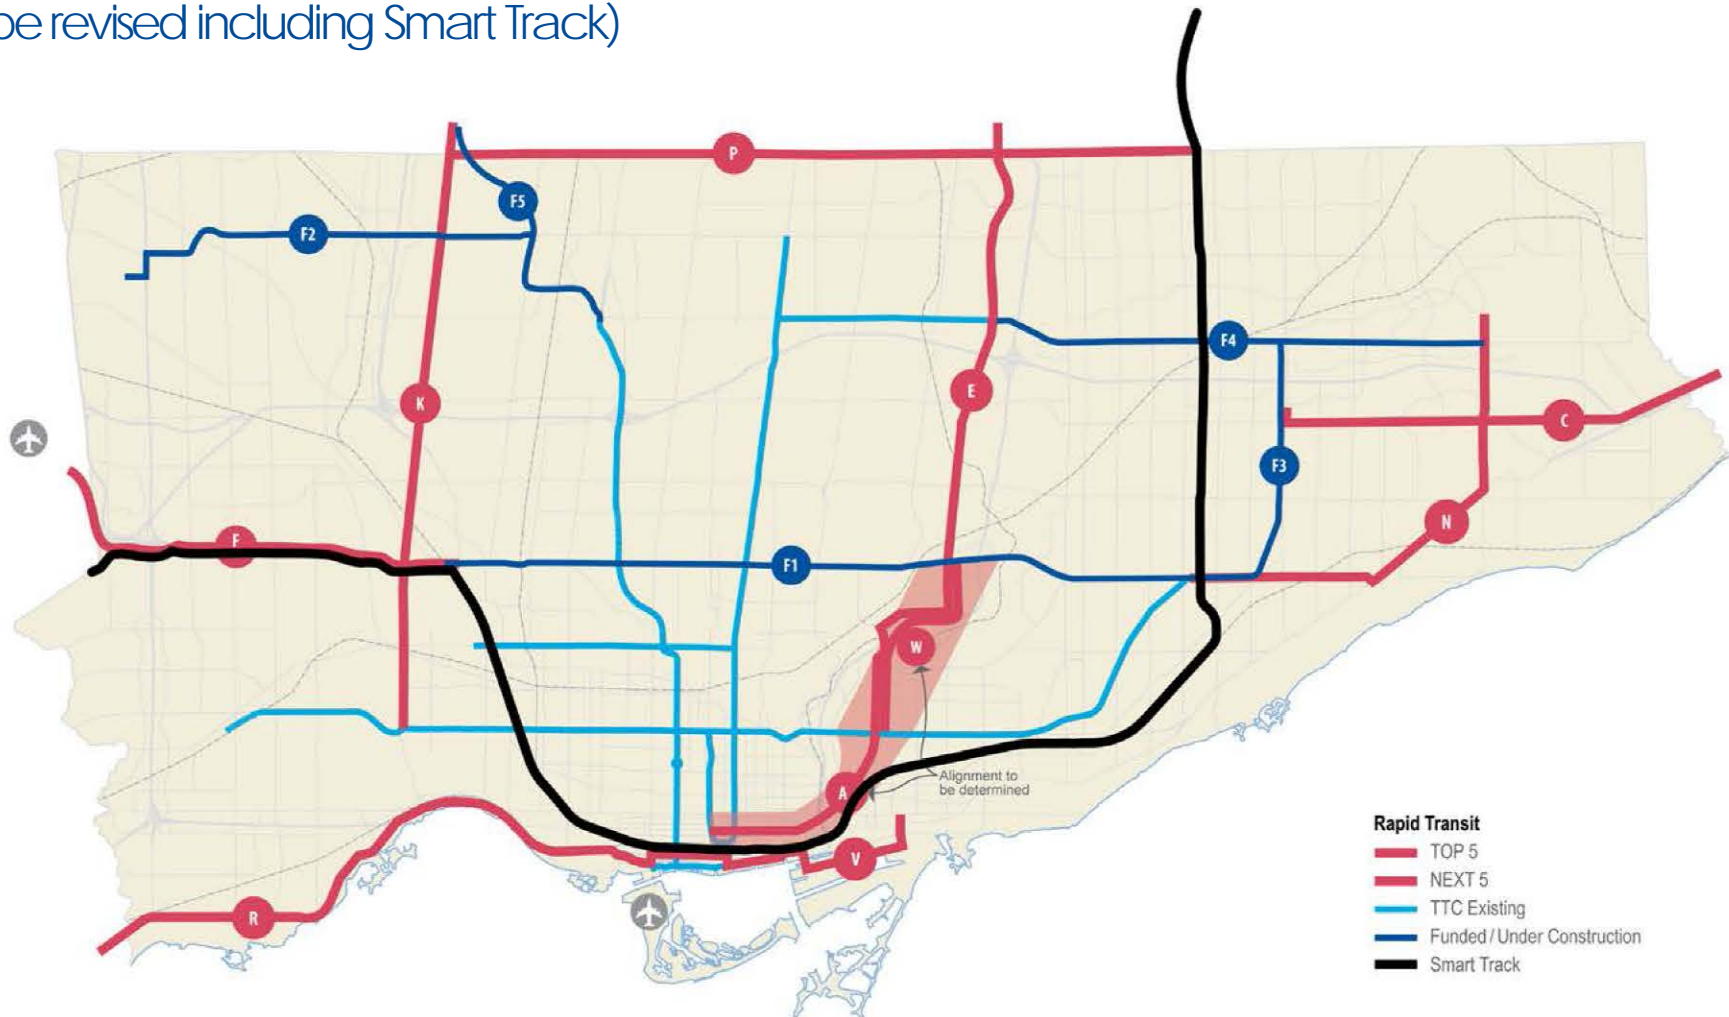 be revised including Smart Track)
P
F5
F2
F4
K
E
C
F3
N
F
F1
W
Alignment to
be determined
A
V
R
Rapid Transit
TOP 5
NEXT 5
TTC Existing
Funded / Under Construction
Smart Track